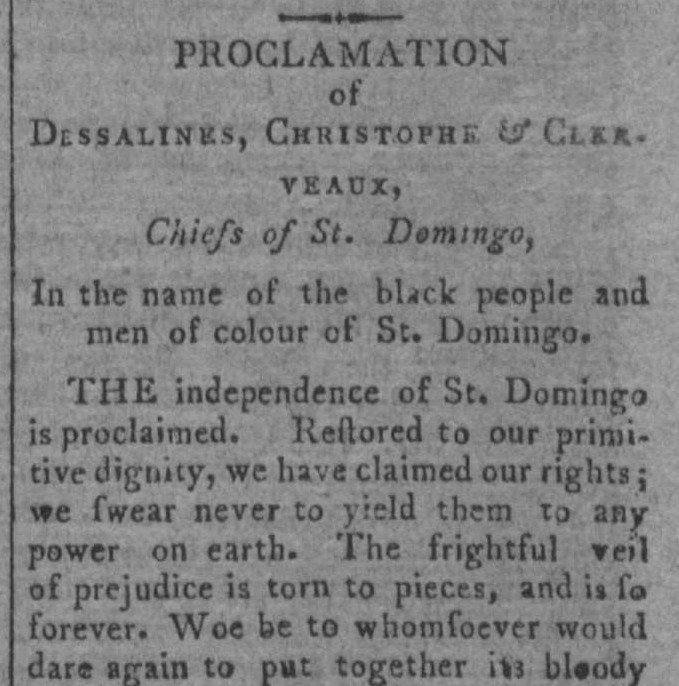 PROCLAMATION
of
DESSALINES, CHRISTOPHE & CLER-
VEAUX,
Chiefs of St. Domingo,
In the name of the black people and
men of colour of St. Domingo.
THE independence of St. Domingo
is proclaimed. Reſtored to our primi-
tive dignity, we have claimed our rights;
we ſwear never to yield them to any
power on earth. The frightful veil
of prejudice is torn to pieces, and is ſo
forever. Woe be to whomſoever would
dare again to put together its bloody